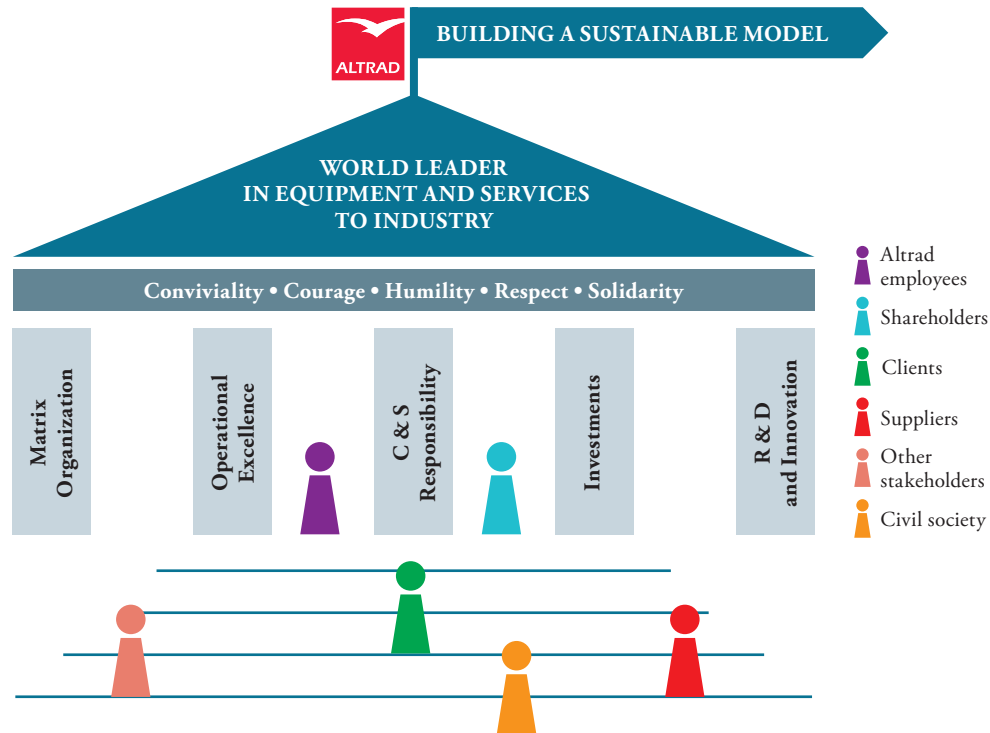 ALTRAD
BUILDING A SUSTAINABLE MODEL
WORLD LEADER
IN EQUIPMENT AND SERVICES
TO INDUSTRY
Conviviality • Courage • Humility • Respect • Solidarity
Matrix
Organization
Operational
Excellence
C & S
Responsibility
Investments
R & D
and Innovation
Altrad
employees
Shareholders
Clients
Suppliers
Other
stakeholders
Civil society